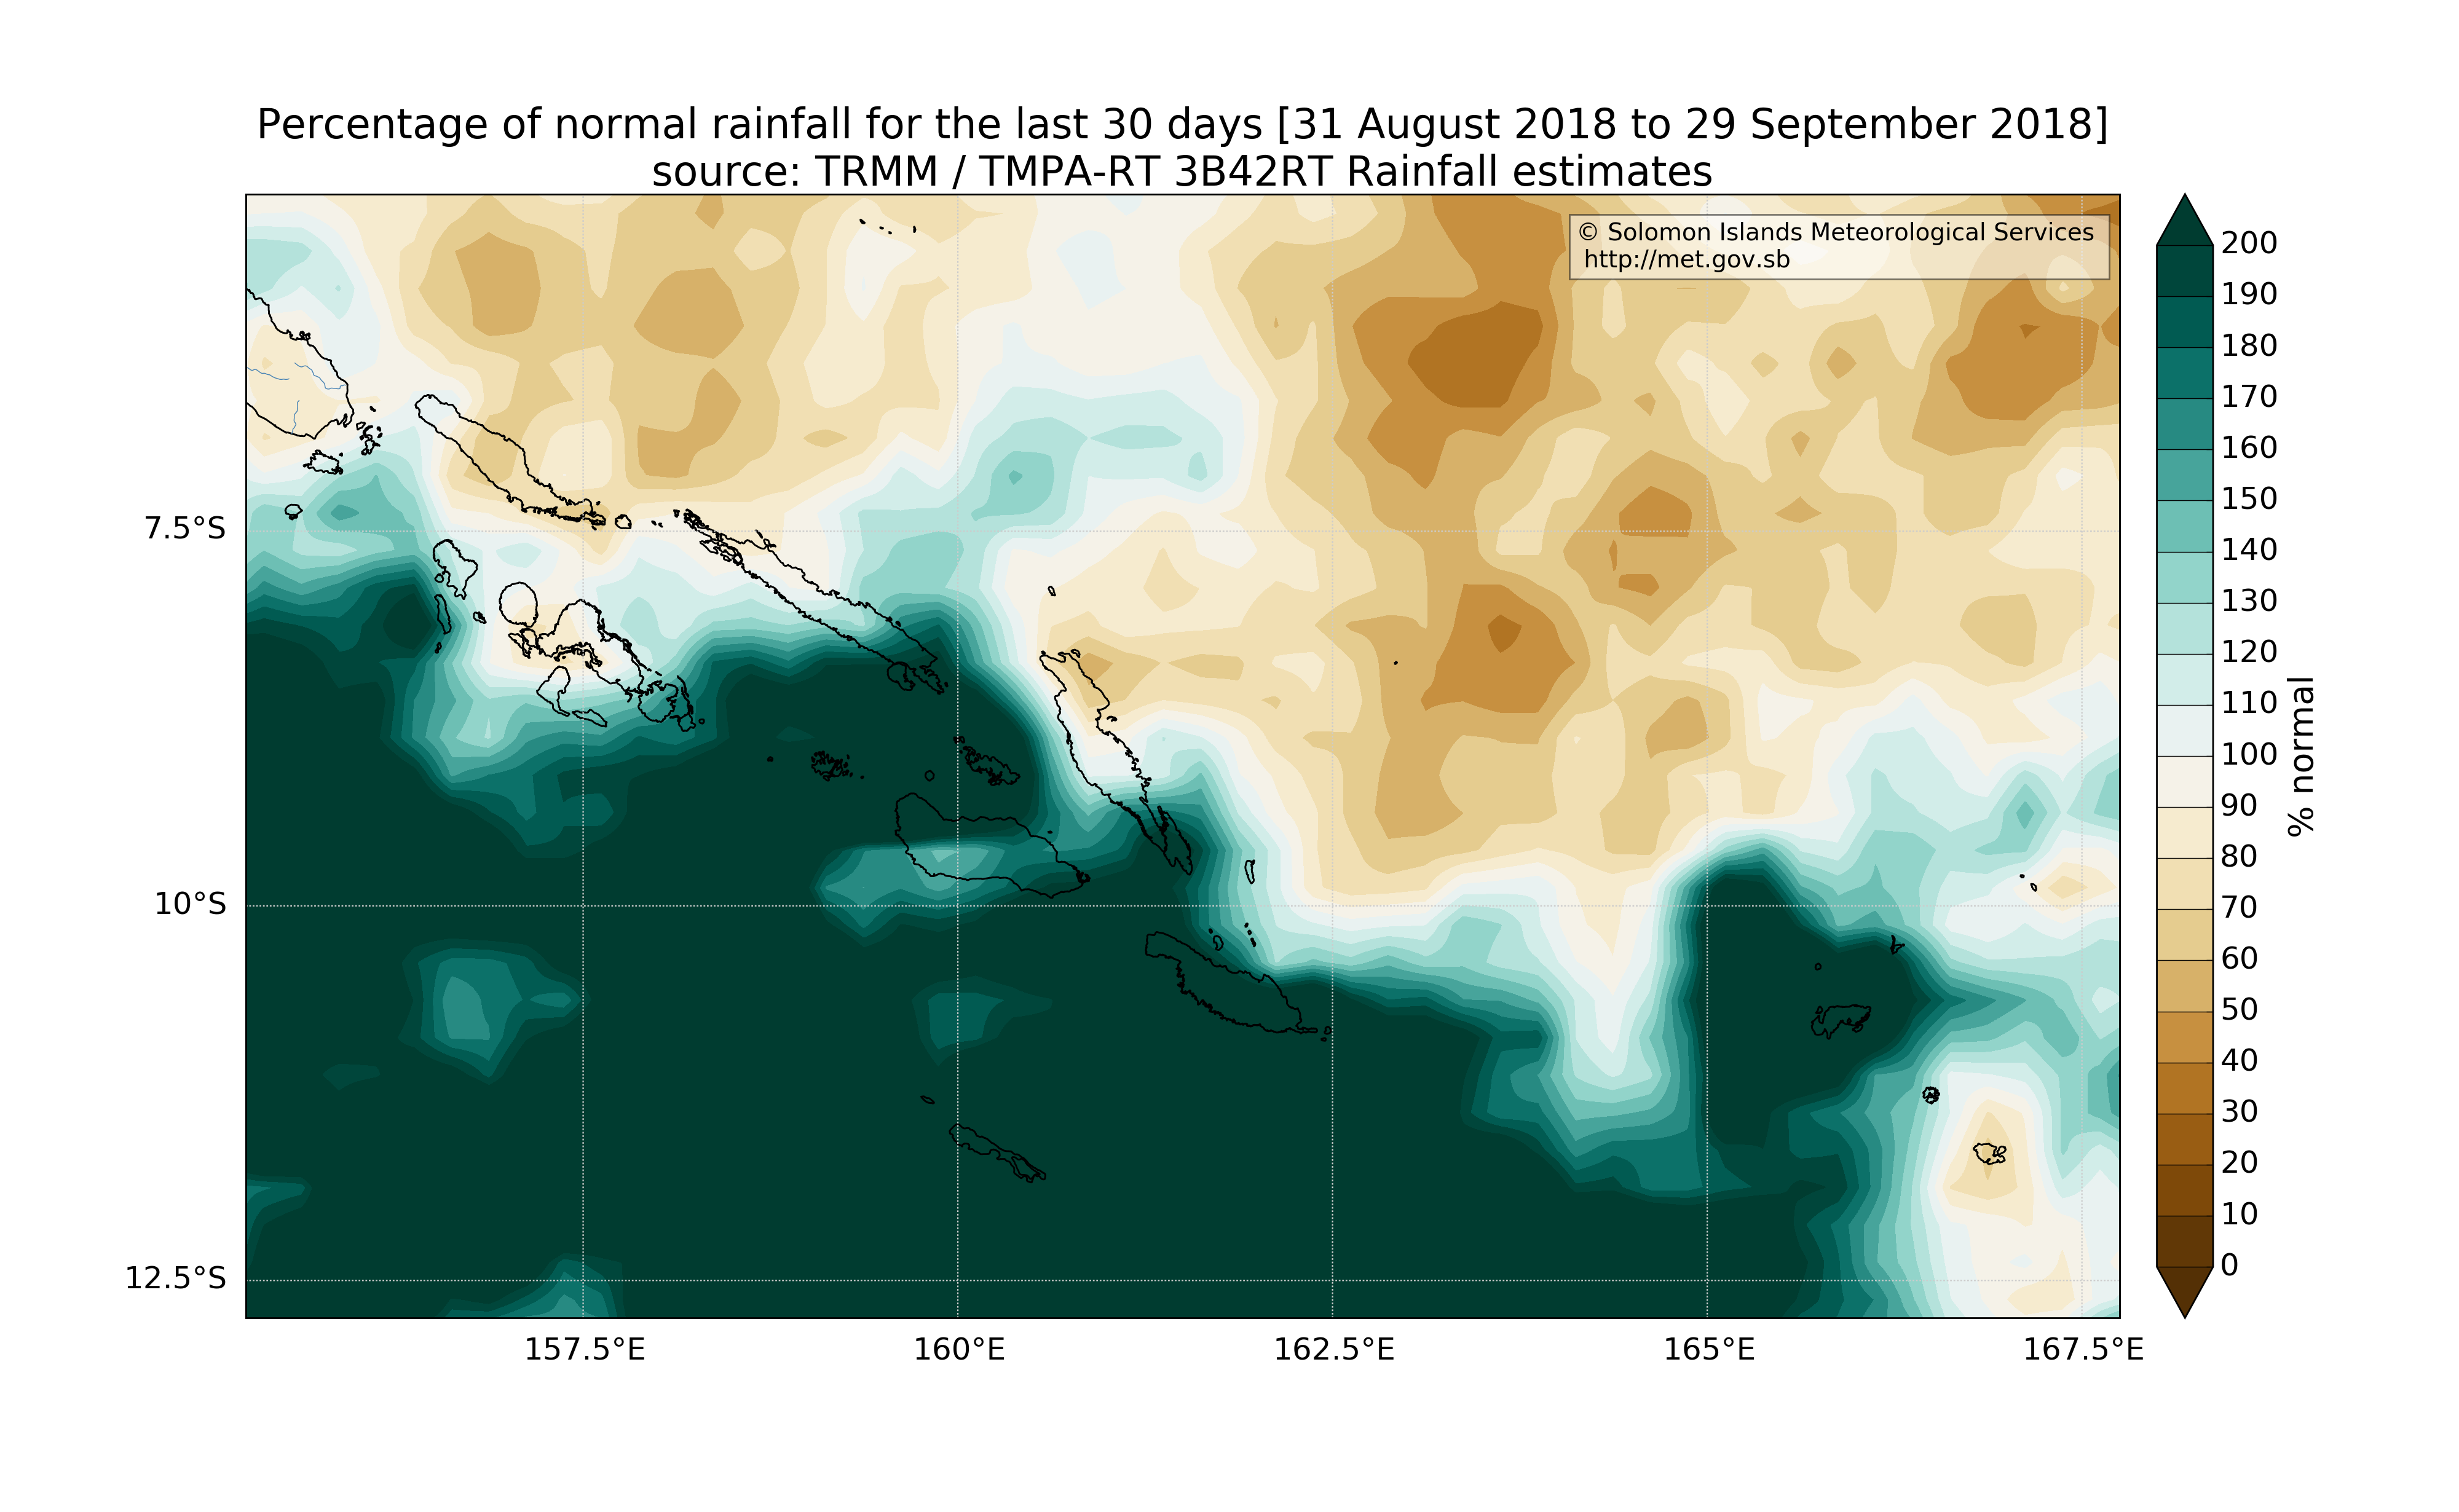 Percentage of normal rainfall for the last 30 days [31 August 2018 to 29 September 2018]
source: TRMM / TMPA-RT 3B42RT Rainfall estimates
© Solomon Islands Meteorological Services
http://met.gov.sb
7.5°S
10°S
12.5°S
157.5°E
160°E
162.5°E
165°E
167.5°E
200
190
180
170
160
150
140
130
120
110
100
90
80
70
60
50
40
30
20
10
0
% normal